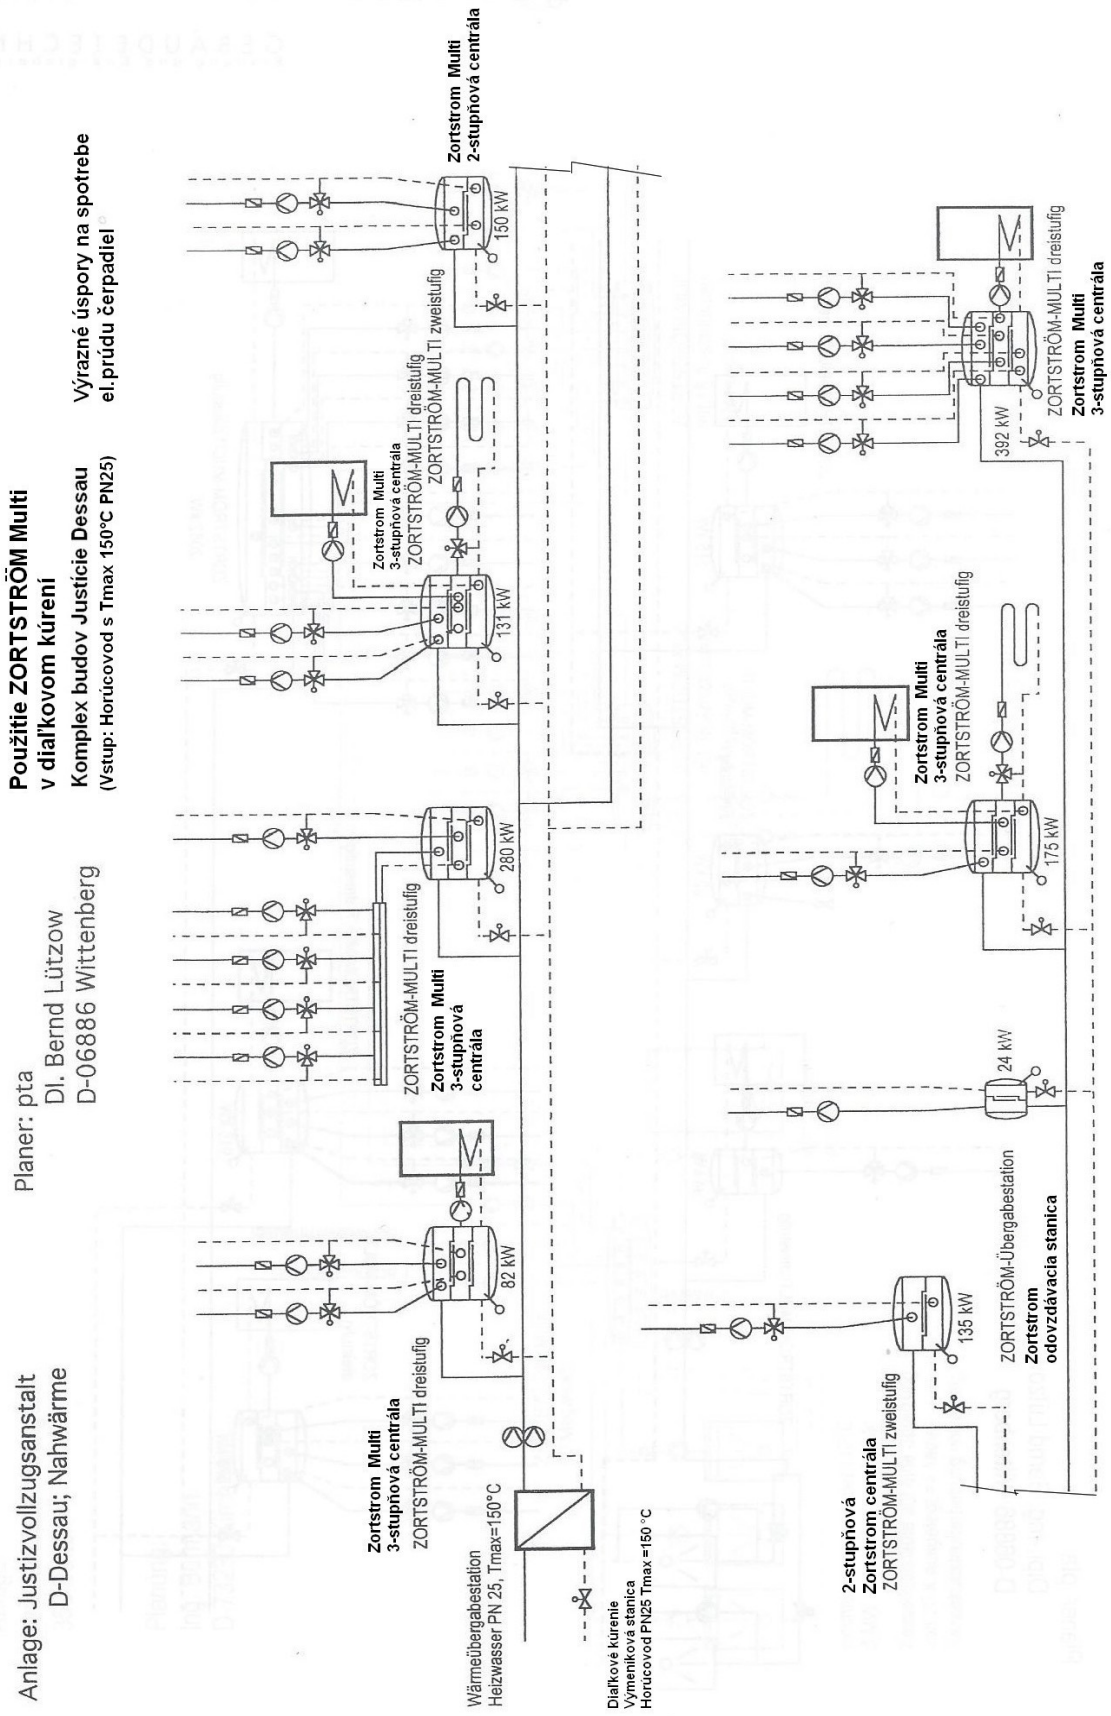 Anlage: Justizvollzugsanstalt
D-Dessau; Nahwärme
Planer: pta
DI. Bernd Lützow
D-06886 Wittenberg
Použitie ZORTSTRÖM Multi
v diaľkovom kúrení
Komplex budov Justície Dessau
(Vstup: Horúcovod s Tmax 150°C PN25)
Výrazné úspory na spotrebe
el.prúdu čerpadiel
Zortstrom Multi
3-stupňová centrála
ZORTSTRÖM-MULTI dreistufig
82 kW
ZORTSTRÖM-MULTI dreistufig
Zortstrom Multi
3-stupňová
centrála
280 kW
Zortstrom Multi
3-stupňová centrála
ZORTSTRÖM-MULTI dreistufig
131 kW
ZORTSTRÖM-MULTI zweistufig
Zortstrom Multi
2-stupňová centrála
150 kW
Wärmeübergabestation
Heizwasser PN 25, Tmax=150°C
Diaľkové kúrenie
Výmeniková stanica
Horúcovod PN25 Tmax =150 °C
2-stupňová
Zortstrom centrála
ZORTSTRÖM-MULTI zweistufig
135 kW
ZORTSTRÖM-Übergabestation
Zortstrom
odovzdávacia stanica
24 kW
Zortstrom Multi
3-stupňová centrála
ZORTSTRÖM-MULTI dreistufig
175 kW
392 kW
ZORTSTRÖM-MULTI dreistufig
Zortstrom Multi
3-stupňová centrála